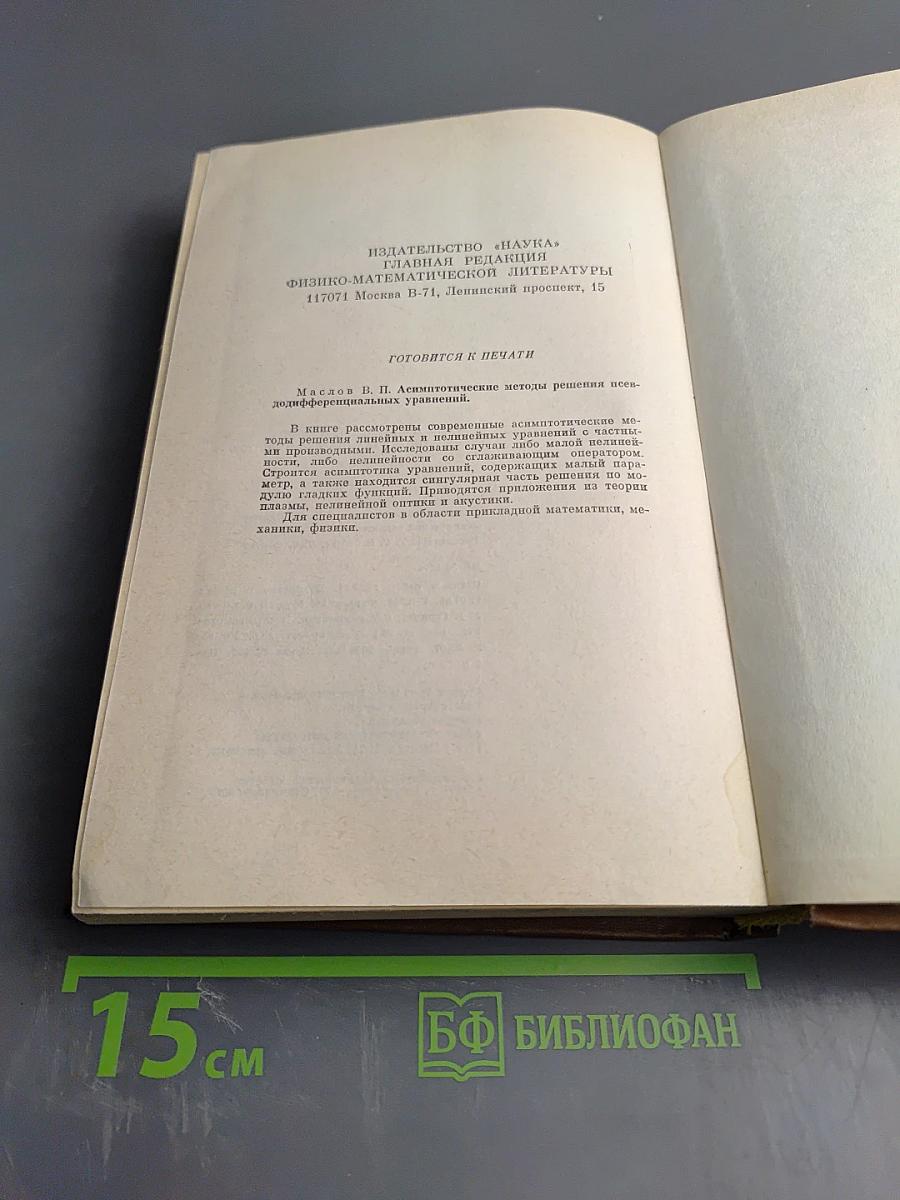 ИЗДАТЕЛЬСТВО «НАУКА»
ГЛАВНАЯ РЕДАКЦИЯ
ФИЗИКО-МАТЕМАТИЧЕСКОЙ ЛИТЕРАТУРЫ
117071 Москва В-71, Ленинский проспект, 15
ГОТОВИТСЯ К ПЕЧАТИ
Маслов В. П. Асимптотические методы решения псев-
додифференциальных уравнений.
В книге рассмотрены современные асимптотические ме-
тоды решения линейных и нелинейных уравнений с частны-
ми производными. Исследованы случаи либо малой нелиней-
ности, либо нелинейности со сглаживающим оператором.
Строится асимптотика уравнений, содержащих малый пара-
метр, а также находится сингулярная часть решения по мо-
дулю гладких функций. Приводятся приложения из теории
плазмы, нелинейной оптики и акустики.
Для специалистов в области прикладной математики, ме-
ханики, физики.
15 см
БФ БИБЛИОФАН